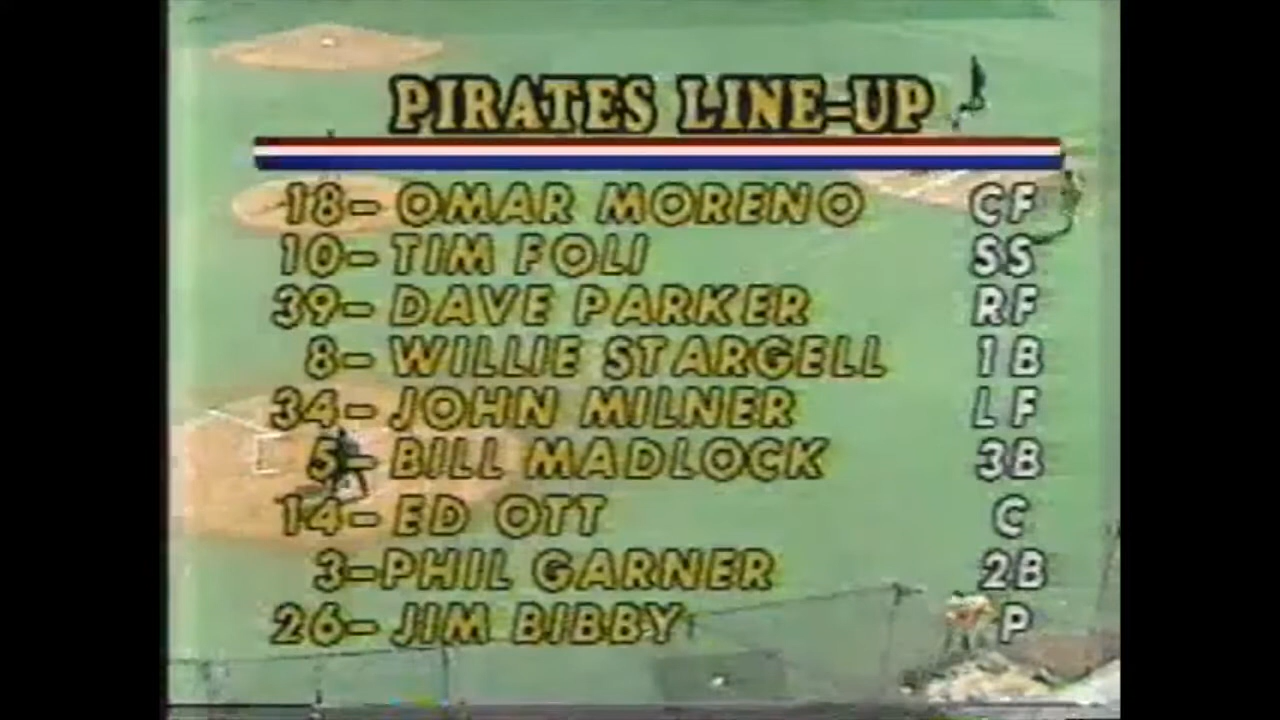 PIRATES LINE-UP
18- OMAR MORENO CF
10- TIM FOLI SS
39- DAVE PARKER RF
8- WILLIE STARGELL 1B
34- JOHN MILNER LF
5- BILL MADLOCK 3B
14- ED OTT C
3- PHIL GARNER 2B
26- JIM BIBBY P